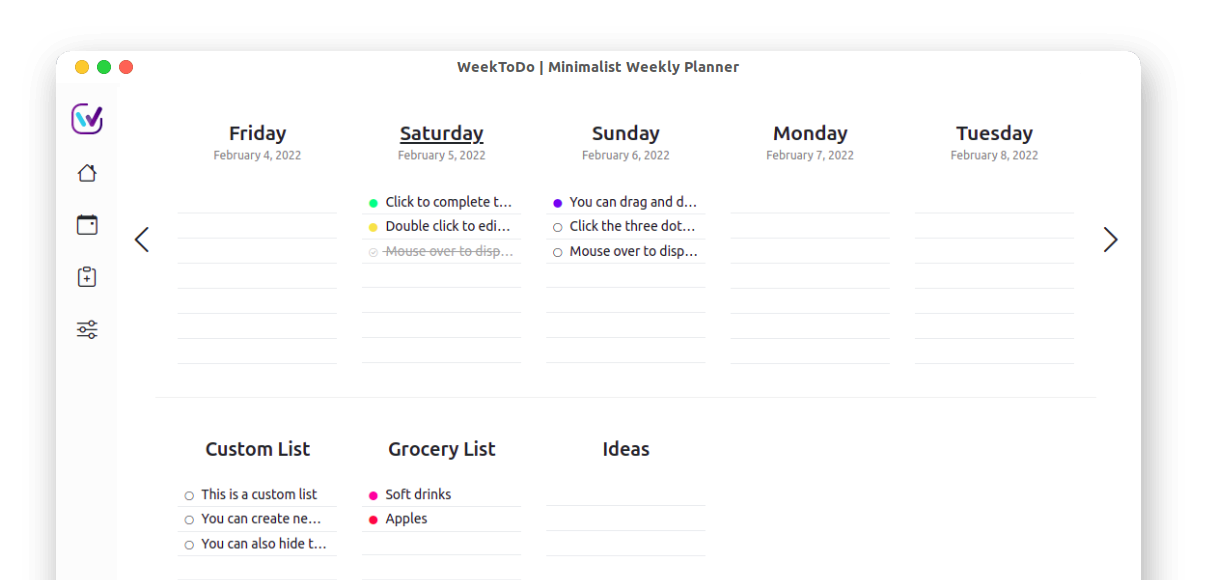 WeekToDo | Minimalist Weekly Planner
Friday
February 4, 2022
Saturday
February 5, 2022
Click to complete t...
Double click to edi...
Mouse over to disp...
Sunday
February 6, 2022
You can drag and d...
Click the three dot...
Mouse over to disp...
Monday
February 7, 2022
Tuesday
February 8, 2022
Custom List
This is a custom list
You can create ne...
You can also hide t...
Grocery List
Soft drinks
Apples
Ideas